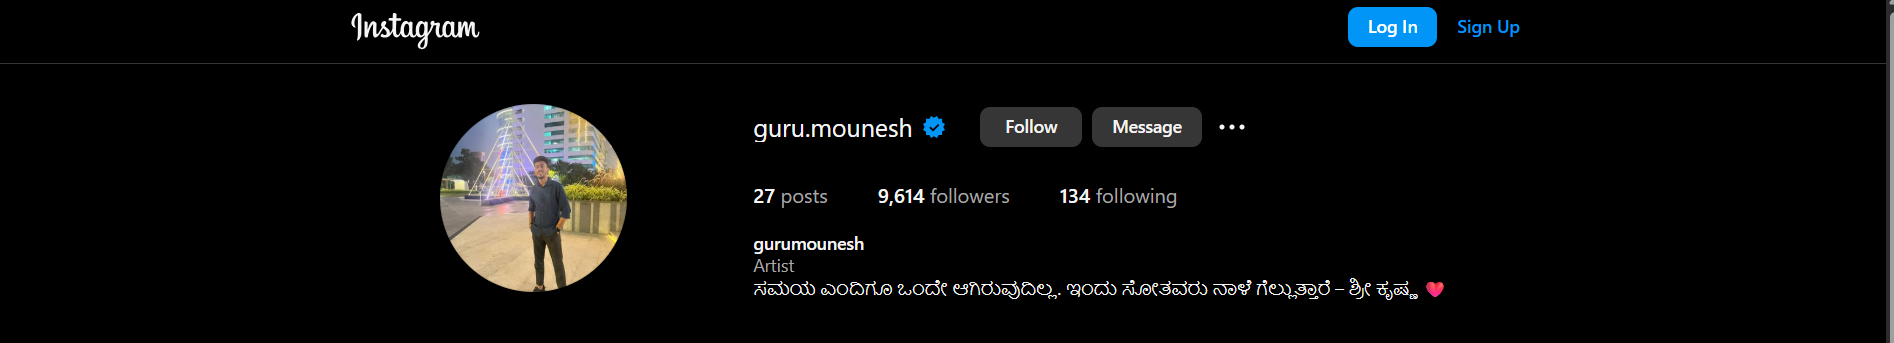 Instagram
Log In Sign Up
guru.mounesh Follow Message
27 posts 9,614 followers 134 following
gurumounesh
Artist
ಸಮಯ ಎಂದಿಗೂ ಒಂದೇ ಆಗಿರುವುದಿಲ್ಲ. ಇಂದು ಸೋತವರು ನಾಳೆ ಗೆಲ್ಲುತ್ತಾರೆ – ಶ್ರೀ ಕೃಷ್ಣ ❤️